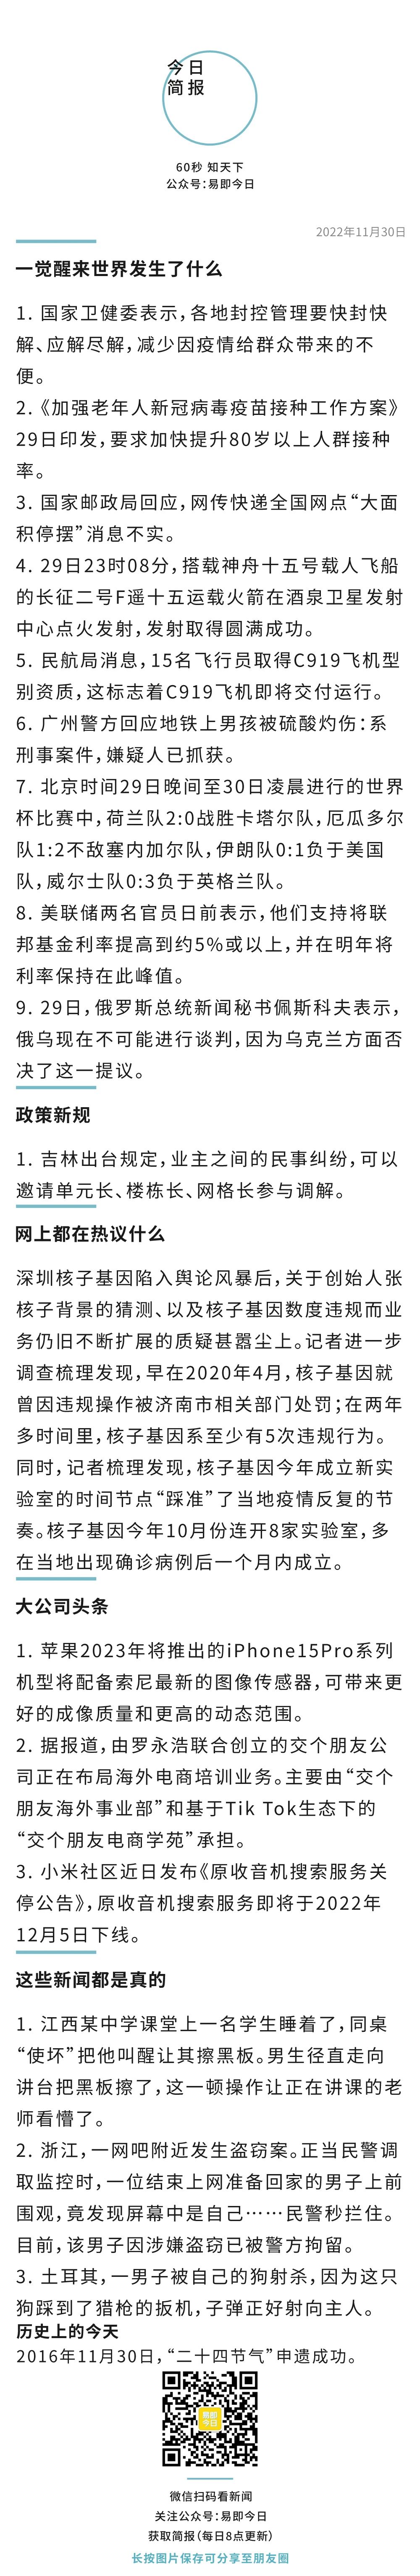 今日
简报
60秒 知天下
公众号：易即今日
2022年11月30日
一觉醒来世界发生了什么
1. 国家卫健委表示，各地封控管理要快封快
解、应解尽解，减少因疫情给群众带来的不
便。
2.《加强老年人新冠病毒疫苗接种工作方案》
29日印发，要求加快提升80岁以上人群接种
率。
3. 国家邮政局回应，网传快递全国网点“大面
积停摆”消息不实。
4. 29日23时08分，搭载神舟十五号载人飞船
的长征二号F遥十五运载火箭在酒泉卫星发射
中心点火发射，发射取得圆满成功。
5. 民航局消息，15名飞行员取得C919飞机型
别资质，这标志着C919飞机即将交付运行。
6. 广州警方回应地铁上男孩被硫酸灼伤：系
刑事案件，嫌疑人已抓获。
7. 北京时间29日晚间至30日凌晨进行的世界
杯比赛中，荷兰队2:0战胜卡塔尔队，厄瓜多尔
队1:2不敌塞内加尔队，伊朗队0:1负于美国
队，威尔士队0:3负于英格兰队。
8. 美联储两名官员日前表示，他们支持将联
邦基金利率提高到约5%或以上，并在明年将
利率保持在此峰值。
9. 29日，俄罗斯总统新闻秘书佩斯科夫表示，
俄乌现在不可能进行谈判，因为乌克兰方面否
决了这一提议。
政策新规
1. 吉林出台规定，业主之间的民事纠纷，可以
邀请单元长、楼栋长、网格长参与调解。
网上都在热议什么
深圳核子基因陷入舆论风暴后，关于创始人张
核子背景的猜测、以及核子基因数度违规而业
务仍旧不断扩展的质疑甚嚣尘上。记者进一步
调查梳理发现，早在2020年4月，核子基因就
曾因违规操作被济南市相关部门处罚；在两年
多时间里，核子基因系至少有5次违规行为。
同时，记者梳理发现，核子基因今年成立新实
验室的时间节点“踩准”了当地疫情反复的节
奏。核子基因今年10月份连开8家实验室，多
在当地出现确诊病例后一个月内成立。
大公司头条
1. 苹果2023年将推出的iPhone15Pro系列
机型将配备索尼最新的图像传感器，可带来更
好的成像质量和更高的动态范围。
2. 据报道，由罗永浩联合创立的交个朋友公
司正在布局海外电商培训业务。主要由“交个
朋友海外事业部”和基于Tik Tok生态下的
“交个朋友电商学苑”承担。
3. 小米社区近日发布《原收音机搜索服务关
停公告》，原收音机搜索服务即将于2022年
12月5日下线。
这些新闻都是真的
1. 江西某中学课堂上一名学生睡着了，同桌
“使坏”把他叫醒让其擦黑板。男生径直走向
讲台把黑板擦了，这一顿操作让正在讲课的老
师看懵了。
2. 浙江，一网吧附近发生盗窃案。正当民警调
取监控时，一位结束上网准备回家的男子上前
围观，竟发现屏幕中是自己……民警秒拦住。
目前，该男子因涉嫌盗窃已被警方拘留。
3. 土耳其，一男子被自己的狗射杀，因为这只
狗踩到了猎枪的扳机，子弹正好射向主人。
历史上的今天
2016年11月30日，“二十四节气”申遗成功。
易即
今日
微信扫码看新闻
关注公众号：易即今日
获取简报（每日8点更新）
长按图片保存可分享至朋友圈